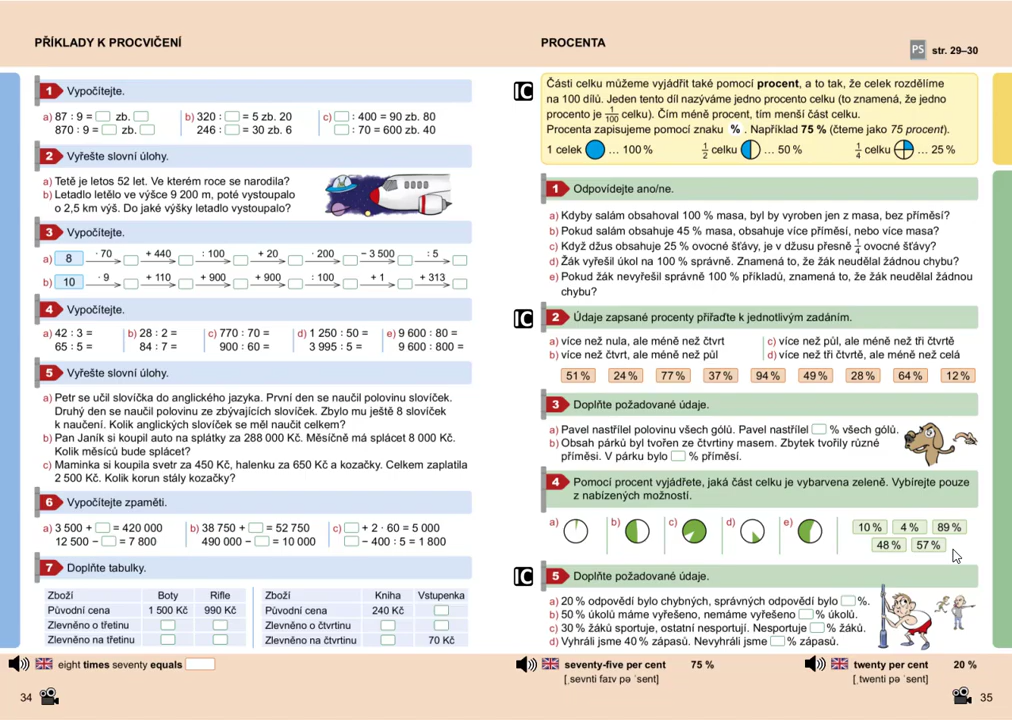 PŘÍKLADY K PROCVIČENÍ
1 Vypočítejte.
a) 87 : 9 = zb. b) 320 : = 5 zb. 20 c) : 400 = 90 zb. 80
870 : 9 = zb. 246 : = 30 zb. 6 : 70 = 600 zb. 40
2 Vyřešte slovní úlohy.
a) Tetě je letos 52 let. Ve kterém roce se narodila?
b) Letadlo letělo ve výšce 9 200 m, poté vystoupalo
o 2,5 km výš. Do jaké výšky letadlo vystoupalo?
3 Vypočítejte.
a) 8 · 70 + 440 : 100 + 20 · 200 − 3 500 : 5
b) 10 · 9 + 110 + 900 + 900 : 100 + 1 + 313
4 Vypočítejte.
a) 42 : 3 = b) 28 : 2 = c) 770 : 70 = d) 1 250 : 50 = e) 9 600 : 80 =
65 : 5 = 84 : 7 = 900 : 60 = 3 995 : 5 = 9 600 : 800 =
5 Vyřešte slovní úlohy.
a) Petr se učil slovíčka do anglického jazyka. První den se naučil polovinu slovíček.
Druhý den se naučil polovinu ze zbývajících slovíček. Zbylo mu ještě 8 slovíček
k naučení. Kolik anglických slovíček se měl naučit celkem?
b) Pan Janík si koupil auto na splátky za 288 000 Kč. Měsíčně má splácet 8 000 Kč.
Kolik měsíců bude splácet?
c) Maminka si koupila svetr za 450 Kč, halenku za 650 Kč a kozačky. Celkem zaplatila
2 500 Kč. Kolik korun stály kozačky?
6 Vypočítejte zpaměti.
a) 3 500 + = 420 000 b) 38 750 + = 52 750 c) + 2 · 60 = 5 000
12 500 − = 7 800 490 000 − = 10 000 − 400 : 5 = 1 800
7 Doplňte tabulky.
Zboží Boty Rifle Zboží Kniha Vstupenka
Původní cena 1 500 Kč 990 Kč Původní cena 240 Kč
Zlevněno o třetinu Zlevněno o čtvrtinu
Zlevněno na třetinu Zlevněno na čtvrtinu 70 Kč
eight times seventy equals
34
PROCENTA
PS str. 29–30
Části celku můžeme vyjádřit také pomocí procent, a to tak, že celek rozdělíme
na 100 dílů. Jeden tento díl nazýváme jedno procento celku (to znamená, že jedno
procento je 1/100 celku). Čím méně procent, tím menší část celku.
Procenta zapisujeme pomocí znaku %. Například 75 % (čteme jako 75 procent).
1 celek … 100 % 1/2 celku … 50 % 1/4 celku … 25 %
1 Odpovídejte ano/ne.
a) Kdyby salám obsahoval 100 % masa, byl by vyroben jen z masa, bez příměsí?
b) Pokud salám obsahuje 45 % masa, obsahuje více příměsí, nebo více masa?
c) Když džus obsahuje 25 % ovocné šťávy, je v džusu přesně 1/4 ovocné šťávy?
d) Žák vyřešil úkol na 100 % správně. Znamená to, že žák neudělal žádnou chybu?
e) Pokud žák nevyřešil správně 100 % příkladů, znamená to, že žák neudělal žádnou
chybu?
2 Údaje zapsané procenty přiřaďte k jednotlivým zadáním.
a) více než nula, ale méně než čtvrt c) více než půl, ale méně než tři čtvrtě
b) více než čtvrt, ale méně než půl d) více než tři čtvrtě, ale méně než celá
51 % 24 % 77 % 37 % 94 % 49 % 28 % 64 % 12 %
3 Doplňte požadované údaje.
a) Pavel nastřílel polovinu všech gólů. Pavel nastřílel % všech gólů.
b) Obsah párků byl tvořen ze čtvrtiny masem. Zbytek tvořily různé
příměsi. V párku bylo % příměsí.
4 Pomocí procent vyjádřete, jaká část celku je vybarvena zeleně. Vybírejte pouze
z nabízených možností.
a) b) c) d) e) 10 % 4 % 89 %
48 % 57 %
5 Doplňte požadované údaje.
a) 20 % odpovědí bylo chybných, správných odpovědí bylo %.
b) 50 % úkolů máme vyřešeno, nemáme vyřešeno % úkolů.
c) 30 % žáků sportuje, ostatní nesportují. Nesportuje % žáků.
d) Vyhráli jsme 40 % zápasů. Nevyhráli jsme % zápasů.
seventy-five per cent 75 % twenty per cent 20 %
[ˌsevnti faɪv pə ˈsent] [ˌtwenti pə ˈsent]
35